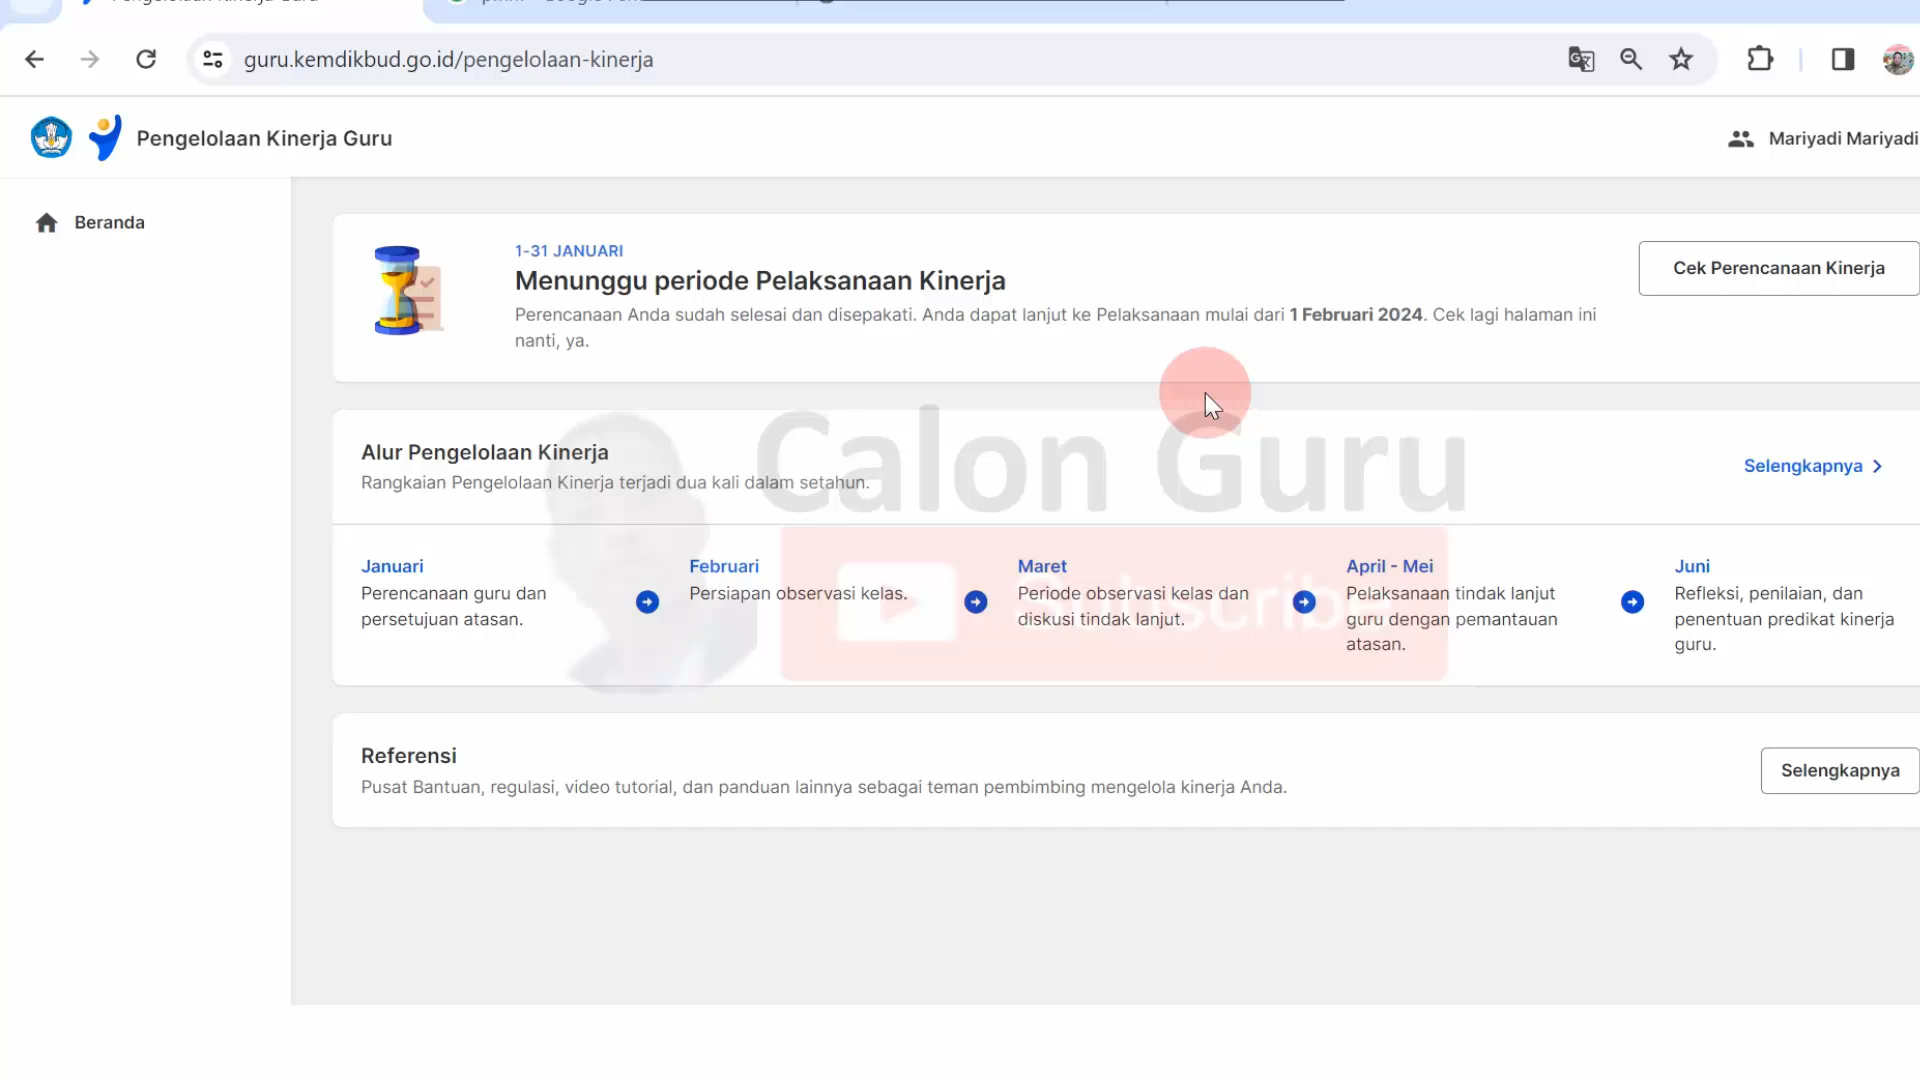 guru.kemdikbud.go.id/pengelolaan-kinerja
Pengelolaan Kinerja Guru
Mariyadi Mariyadi
Beranda
1-31 JANUARI
Menunggu periode Pelaksanaan Kinerja
Perencanaan Anda sudah selesai dan disepakati. Anda dapat lanjut ke Pelaksanaan mulai dari 1 Februari 2024. Cek lagi halaman ini
nanti, ya.
Cek Perencanaan Kinerja
Calon Guru
Subscribe
Alur Pengelolaan Kinerja
Rangkaian Pengelolaan Kinerja terjadi dua kali dalam setahun.
Selengkapnya
Januari
Perencanaan guru dan
persetujuan atasan.
Februari
Persiapan observasi kelas.
Maret
Periode observasi kelas dan
diskusi tindak lanjut.
April - Mei
Pelaksanaan tindak lanjut
guru dengan pemantauan
atasan.
Juni
Refleksi, penilaian, dan
penentuan predikat kinerja
guru.
Referensi
Pusat Bantuan, regulasi, video tutorial, dan panduan lainnya sebagai teman pembimbing mengelola kinerja Anda.
Selengkapnya